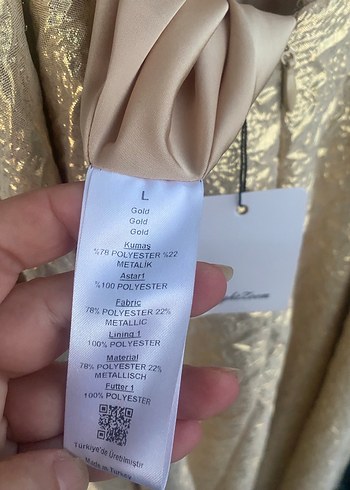 L
Gold
Gold
Gold
Kumaş
%78 POLYESTER %22
METALİK
Astar1
%100 POLYESTER
Fabric
78% POLYESTER 22%
METALLIC
Lining 1
100% POLYESTER
Material
78% POLYESTER 22%
METALLISCH
Futter 1
100% POLYESTER
Türkiye'de Üretilmiştir
Made in Turkey